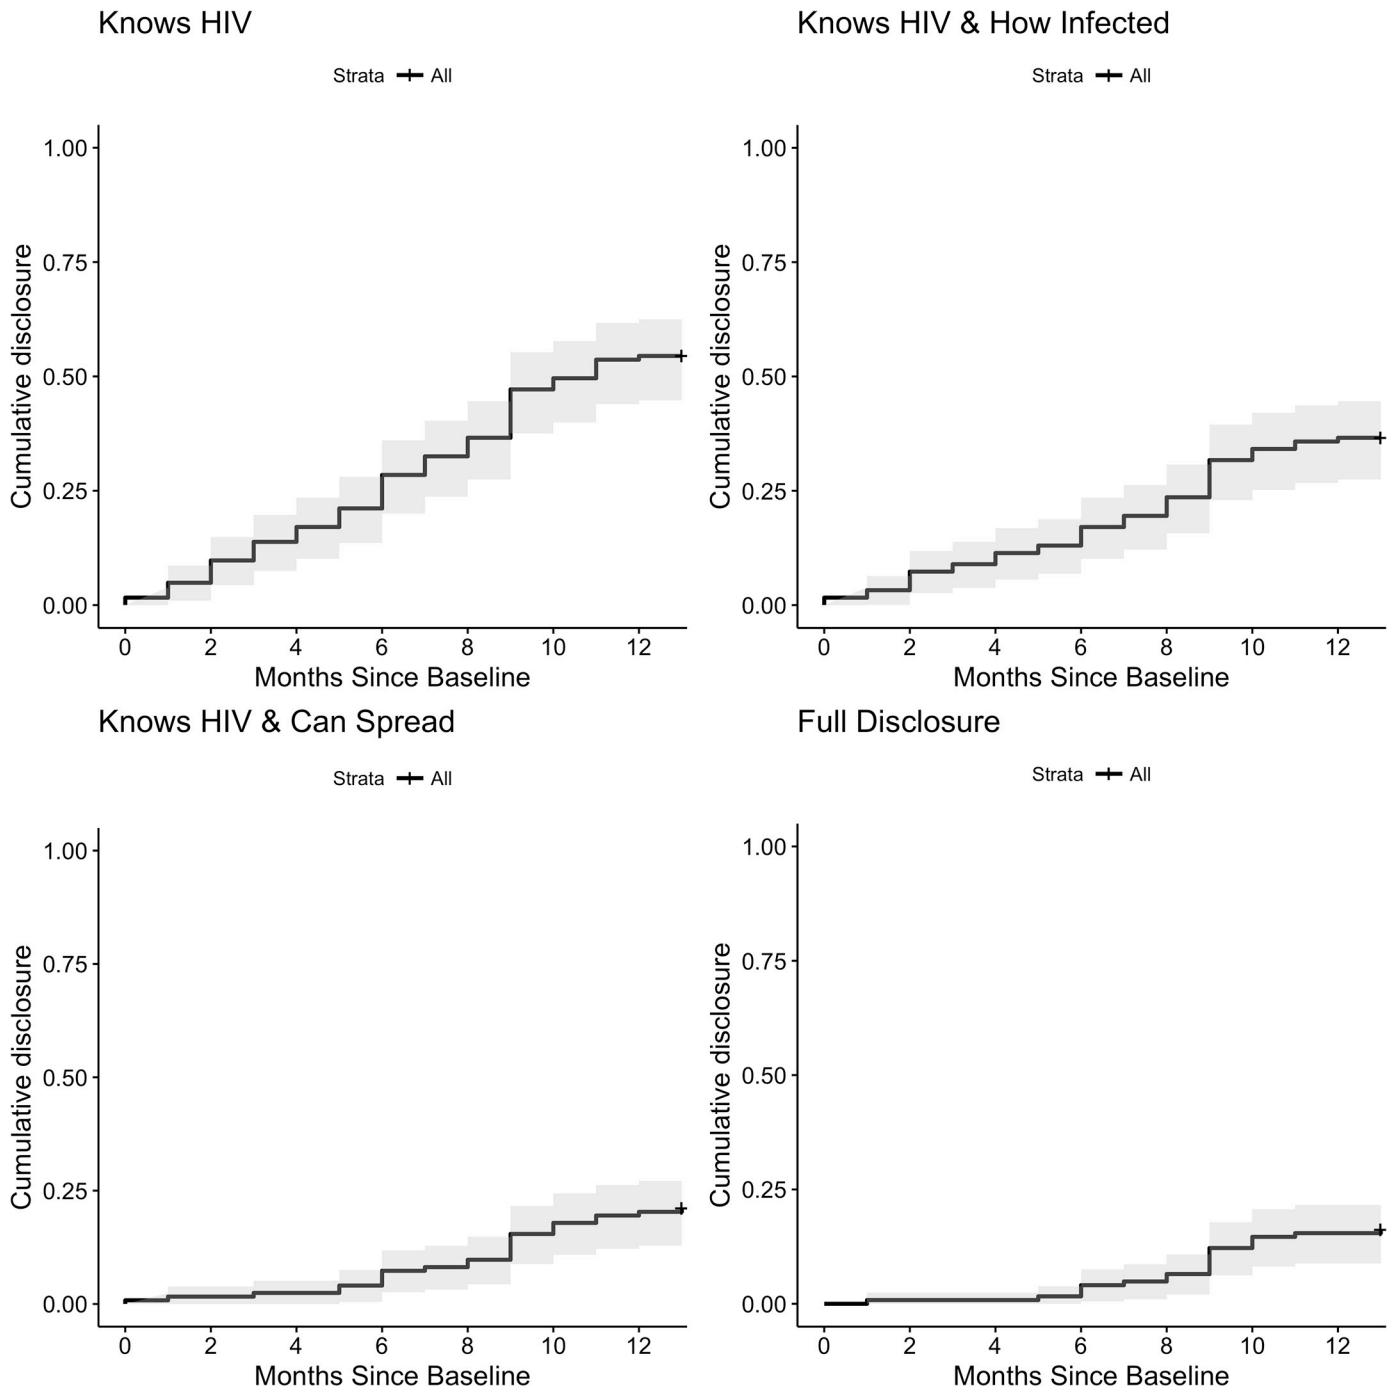 Knows HIV
Strata All
1.00
0.75
0.50
0.25
0.00
Cumulative disclosure
0 2 4 6 8 10 12
Months Since Baseline
Knows HIV & How Infected
Strata All
1.00
0.75
0.50
0.25
0.00
Cumulative disclosure
0 2 4 6 8 10 12
Months Since Baseline
Knows HIV & Can Spread
Strata All
1.00
0.75
0.50
0.25
0.00
Cumulative disclosure
0 2 4 6 8 10 12
Months Since Baseline
Full Disclosure
Strata All
1.00
0.75
0.50
0.25
0.00
Cumulative disclosure
0 2 4 6 8 10 12
Months Since Baseline